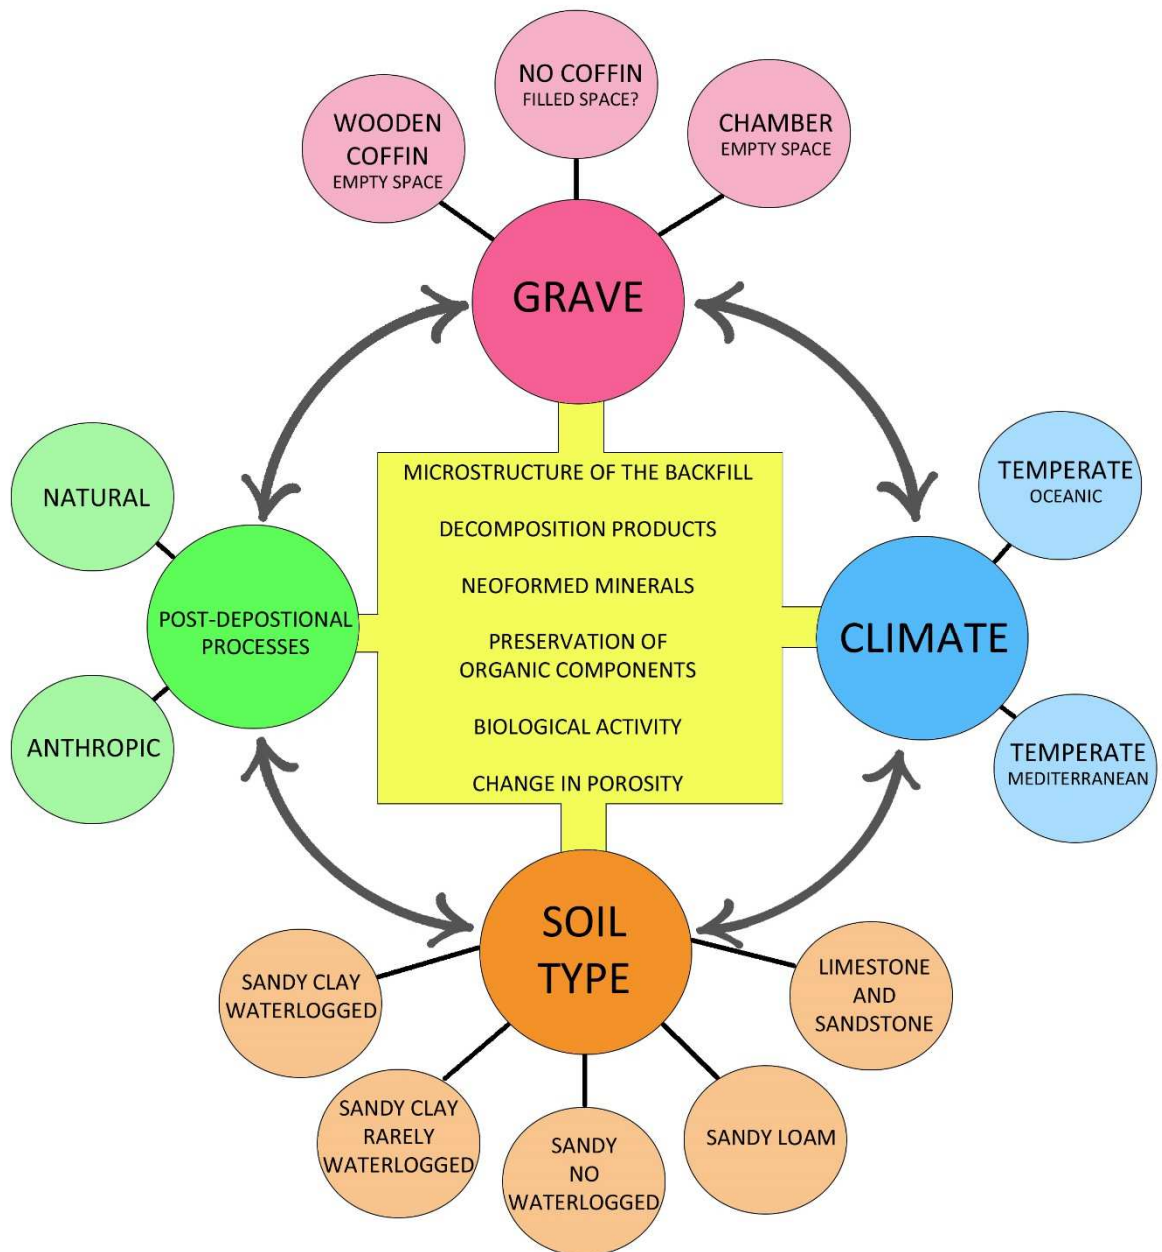 NO COFFIN
FILLED SPACE?
WOODEN
COFFIN
EMPTY SPACE
CHAMBER
EMPTY SPACE
GRAVE
NATURAL
POST-DEPOSTIONAL
PROCESSES
ANTHROPIC
MICROSTRUCTURE OF THE BACKFILL
DECOMPOSITION PRODUCTS
NEOFORMED MINERALS
PRESERVATION OF
ORGANIC COMPONENTS
BIOLOGICAL ACTIVITY
CHANGE IN POROSITY
TEMPERATE
OCEANIC
CLIMATE
TEMPERATE
MEDITERRANEAN
SOIL
TYPE
SANDY CLAY
WATERLOGGED
SANDY CLAY
RARELY
WATERLOGGED
SANDY
NO
WATERLOGGED
SANDY LOAM
LIMESTONE
AND
SANDSTONE